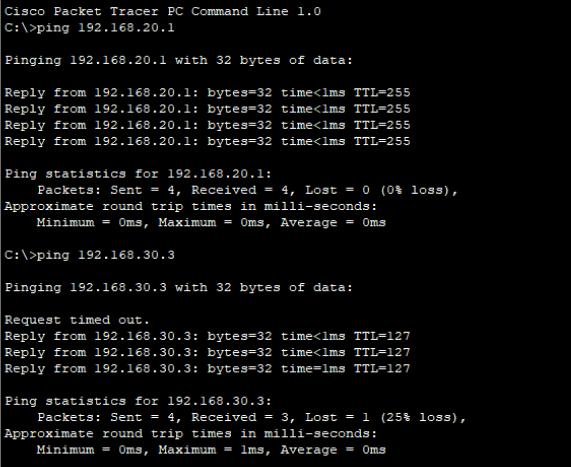 Cisco Packet Tracer PC Command Line 1.0
C:\>ping 192.168.20.1
Pinging 192.168.20.1 with 32 bytes of data:
Reply from 192.168.20.1: bytes=32 time<1ms TTL=255
Reply from 192.168.20.1: bytes=32 time<1ms TTL=255
Reply from 192.168.20.1: bytes=32 time<1ms TTL=255
Reply from 192.168.20.1: bytes=32 time<1ms TTL=255
Ping statistics for 192.168.20.1:
Packets: Sent = 4, Received = 4, Lost = 0 (0% loss),
Approximate round trip times in milli-seconds:
Minimum = 0ms, Maximum = 0ms, Average = 0ms
C:\>ping 192.168.30.3
Pinging 192.168.30.3 with 32 bytes of data:
Request timed out.
Reply from 192.168.30.3: bytes=32 time<1ms TTL=127
Reply from 192.168.30.3: bytes=32 time<1ms TTL=127
Reply from 192.168.30.3: bytes=32 time=1ms TTL=127
Ping statistics for 192.168.30.3:
Packets: Sent = 4, Received = 3, Lost = 1 (25% loss),
Approximate round trip times in milli-seconds:
Minimum = 0ms, Maximum = 1ms, Average = 0ms